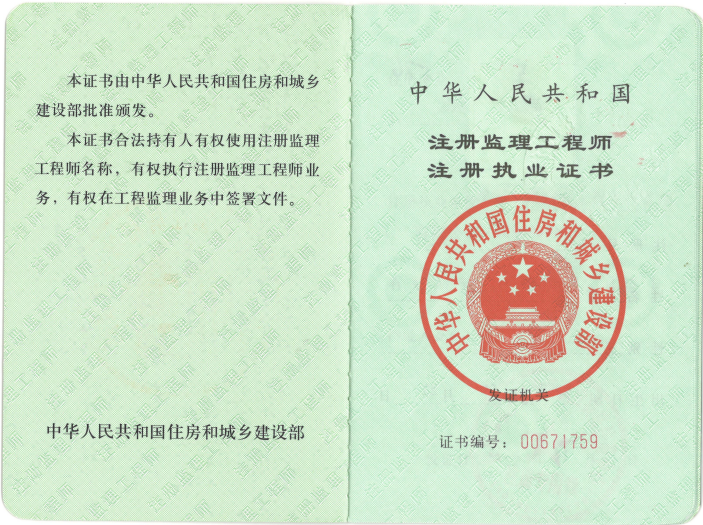 本证书由中华人民共和国住房和城乡
建设部批准颁发。
本证书合法持有人有权使用注册监理
工程师名称，有权执行注册监理工程师业
务，有权在工程监理业务中签署文件。
中华人民共和国住房和城乡建设部
中华人民共和国
注册监理工程师
注册执业证书
中华人民共和国住房和城乡建设部
发证机关
证书编号：00671759